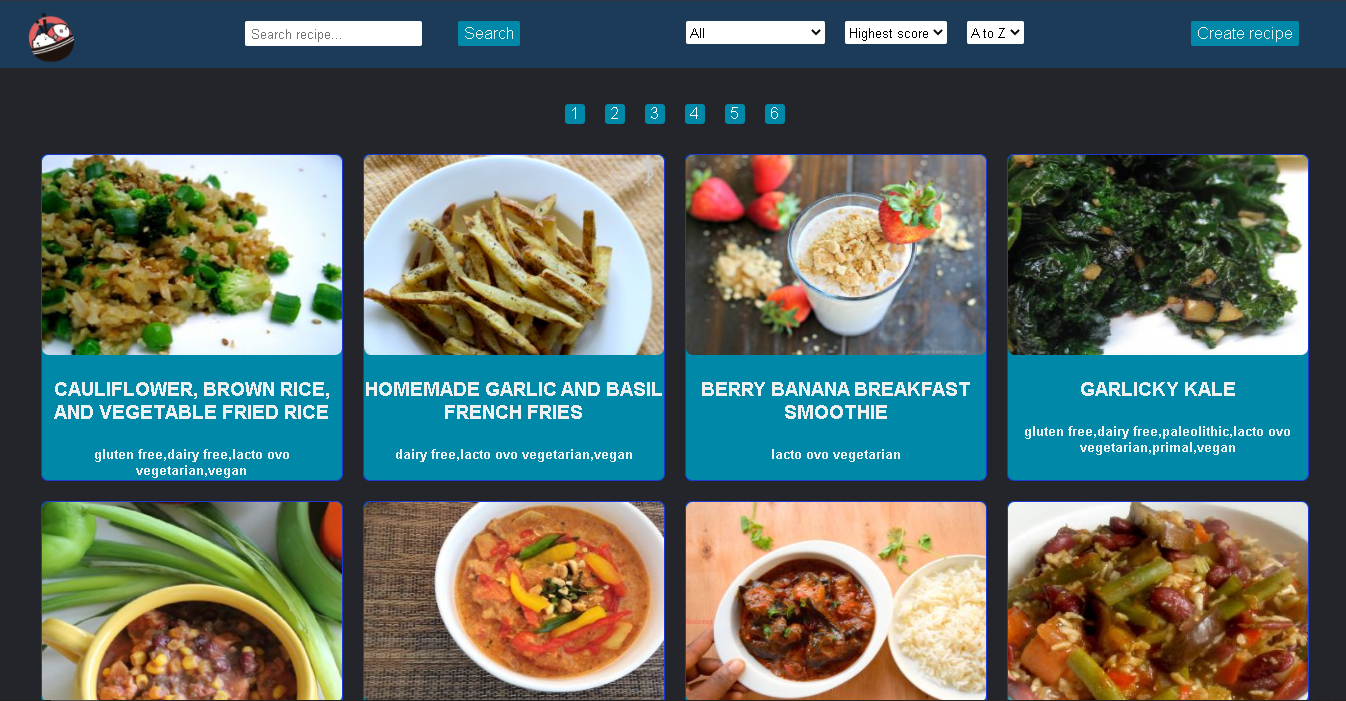 Search recipe...
Search
All
Highest score
A to Z
Create recipe
1 2 3 4 5 6
CAULIFLOWER, BROWN RICE,
AND VEGETABLE FRIED RICE
gluten free,dairy free,lacto ovo
vegetarian,vegan
HOMEMADE GARLIC AND BASIL
FRENCH FRIES
dairy free,lacto ovo vegetarian,vegan
BERRY BANANA BREAKFAST
SMOOTHIE
lacto ovo vegetarian
GARLICKY KALE
gluten free,dairy free,paleolithic,lacto ovo
vegetarian,primal,vegan